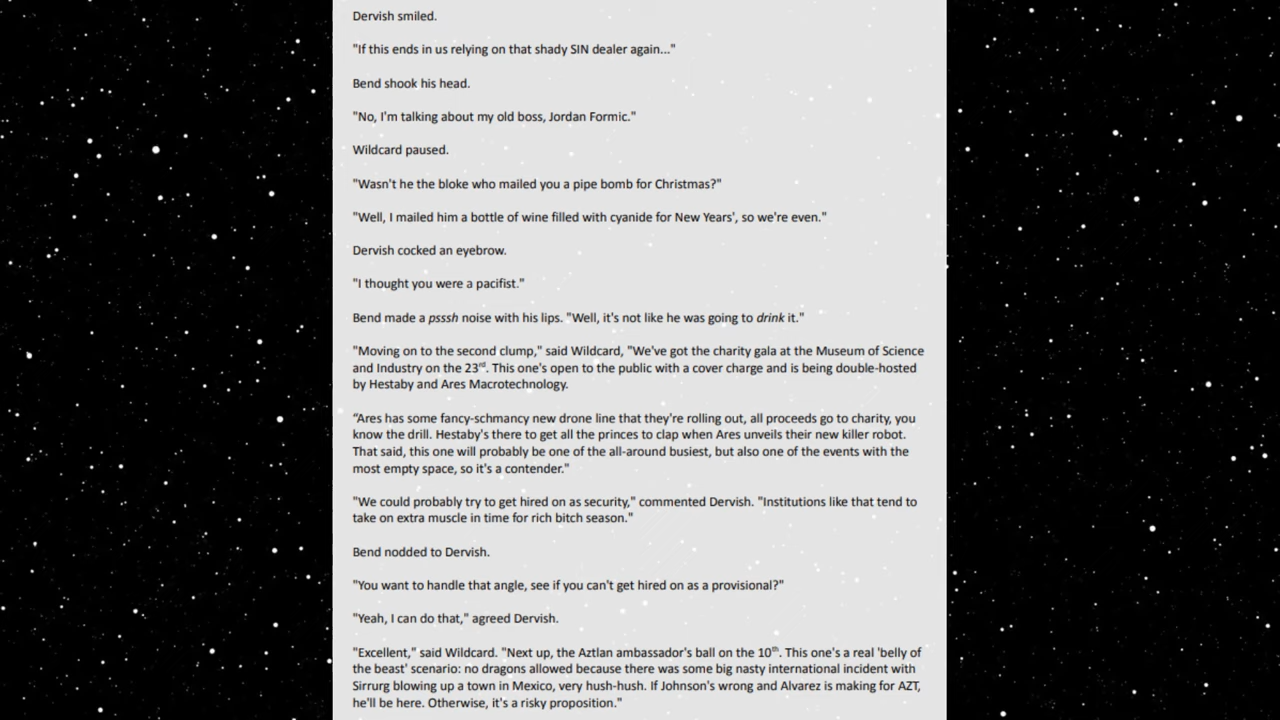 Dervish smiled.
"If this ends in us relying on that shady SIN dealer again..."
Bend shook his head.
"No, I'm talking about my old boss, Jordan Formic."
Wildcard paused.
"Wasn't he the bloke who mailed you a pipe bomb for Christmas?"
"Well, I mailed him a bottle of wine filled with cyanide for New Years', so we're even."
Dervish cocked an eyebrow.
"I thought you were a pacifist."
Bend made a psssh noise with his lips. "Well, it's not like he was going to drink it."
"Moving on to the second clump," said Wildcard, "We've got the charity gala at the Museum of Science
and Industry on the 23rd. This one's open to the public with a cover charge and is being double-hosted
by Hestaby and Ares Macrotechnology.
“Ares has some fancy-schmancy new drone line that they're rolling out, all proceeds go to charity, you
know the drill. Hestaby's there to get all the princes to clap when Ares unveils their new killer robot.
That said, this one will probably be one of the all-around busiest, but also one of the events with the
most empty space, so it's a contender."
"We could probably try to get hired on as security," commented Dervish. "Institutions like that tend to
take on extra muscle in time for rich bitch season."
Bend nodded to Dervish.
"You want to handle that angle, see if you can't get hired on as a provisional?"
"Yeah, I can do that," agreed Dervish.
"Excellent," said Wildcard. "Next up, the Aztlan ambassador's ball on the 10th. This one's a real 'belly of
the beast' scenario: no dragons allowed because there was some big nasty international incident with
Sirrurg blowing up a town in Mexico, very hush-hush. If Johnson's wrong and Alvarez is making for AZT,
he'll be here. Otherwise, it's a risky proposition."